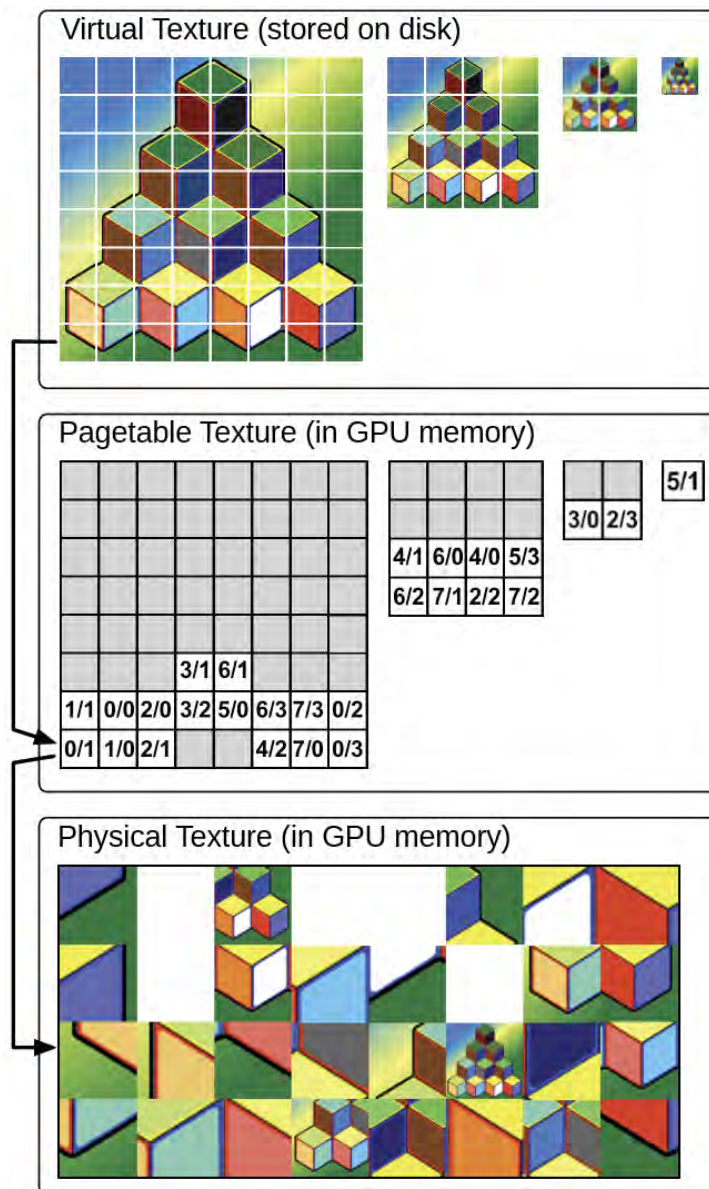 Virtual Texture (stored on disk)
Pagetable Texture (in GPU memory)
5/1
3/0 2/3
4/1 6/0 4/0 5/3
6/2 7/1 2/2 7/2
3/1 6/1
1/1 0/0 2/0 3/2 5/0 6/3 7/3 0/2
0/1 1/0 2/1 4/2 7/0 0/3
Physical Texture (in GPU memory)